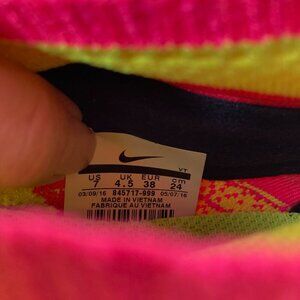 VT
US UK EUR cm
7 4.5 38 24
03/09/16 845717-999 05/07/16
MADE IN VIETNAM
FABRIQUE AU VIETNAM